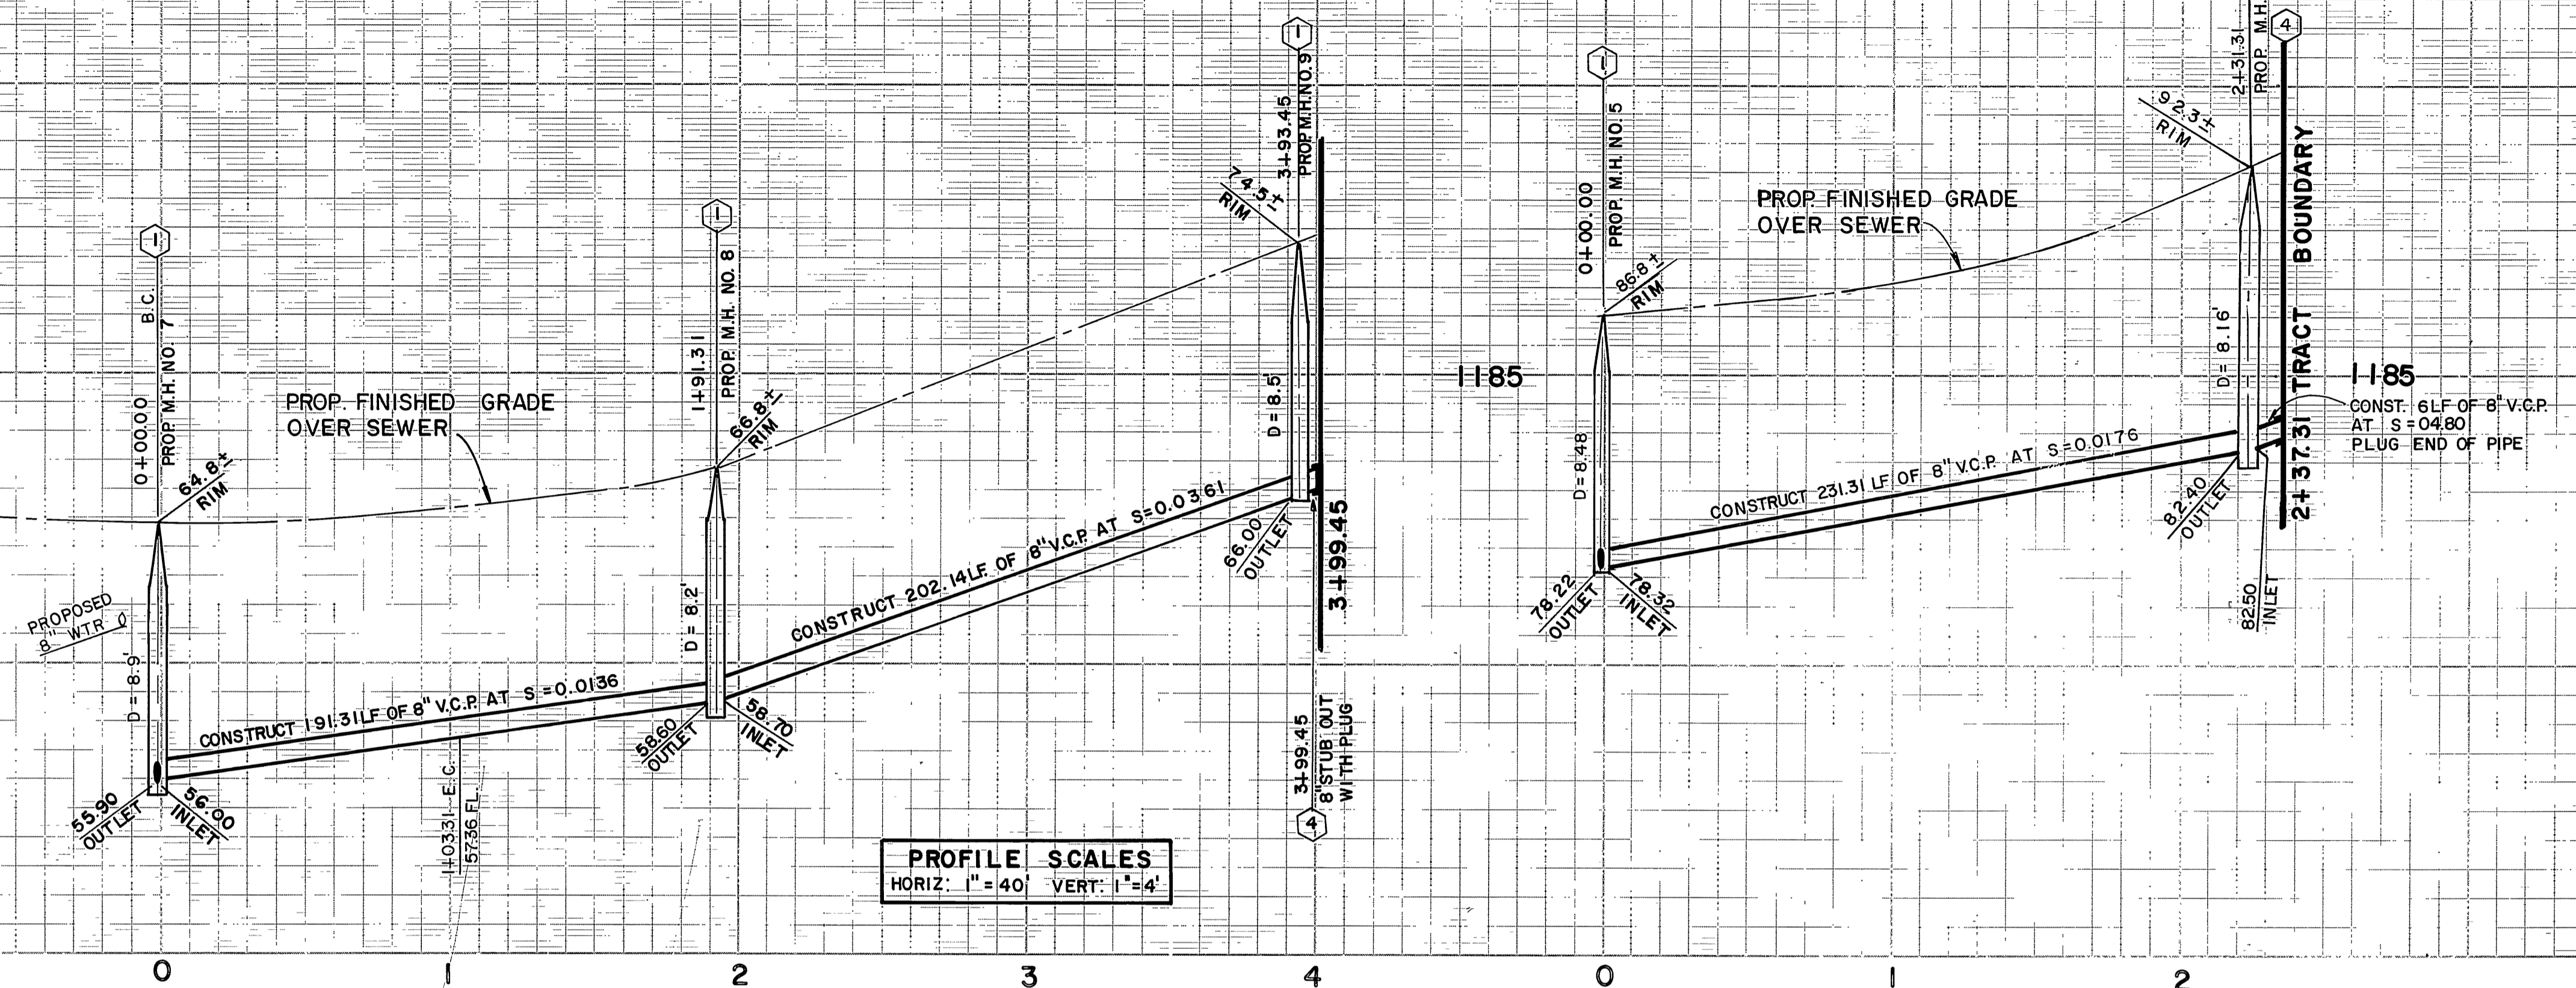 B.C.
0+00.00
PROP. M.H. NO. 7
64.8±
RIM
PROP. FINISHED GRADE
OVER SEWER
PROPOSED
8" WTR
D=8.9'
55.90
OUTLET
56.00
INLET
CONSTRUCT 191.31 LF OF 8" V.C.P. AT S=0.0136
1+03.31 E.C.
57.36 FL.
1
1+91.31
PROP. M.H. NO. 8
66.8±
RIM
D=8.2'
58.60
OUTLET
58.70
INLET
CONSTRUCT 202.14 LF. OF 8" V.C.P. AT S=0.0361
1
3+93.45
PROP M.H. NO. 9
74.5±
RIM
D=8.5'
66.00
OUTLET
3+99.45
3+99.45
8" STUB OUT
WITH PLUG
4
PROFILE SCALES
HORIZ: 1"=40' VERT: 1"=4'
1
1185
1
0+00.00
PROP. M.H. NO. 5
86.8±
RIM
PROP FINISHED GRADE
OVER SEWER
D=8.48'
78.22
OUTLET
78.32
INLET
CONSTRUCT 231.31 LF OF 8" V.C.P. AT S=0.0176
2+31.31
PROP. M.H.
4
92.3±
RIM
D=8.16'
82.40
OUTLET
82.50
INLET
2+37.31 TRACT BOUNDARY
1185
CONST. 6LF OF 8" V.C.P.
AT S=04.80
PLUG END OF PIPE
0 1 2 3 4 0 1 2